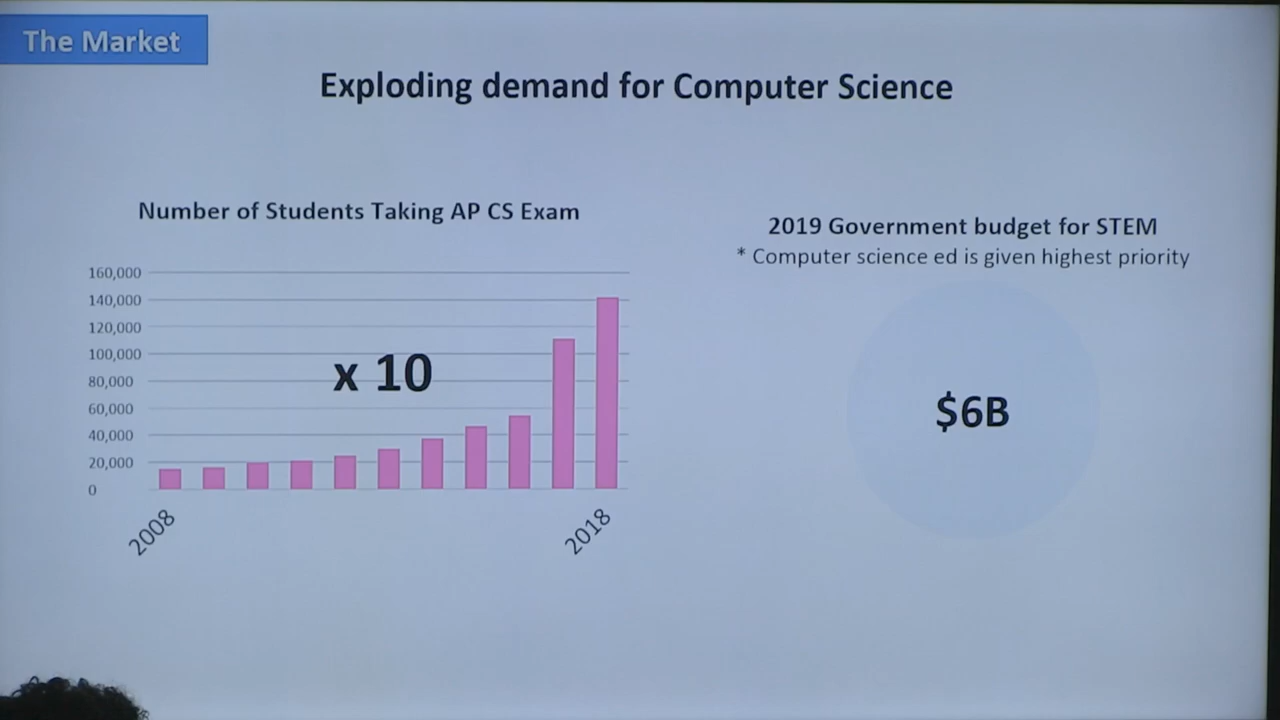 The Market
Exploding demand for Computer Science
Number of Students Taking AP CS Exam
160,000
140,000
120,000
100,000
80,000
60,000
40,000
20,000
0
x 10
2008
2018
2019 Government budget for STEM
* Computer science ed is given highest priority
$6B